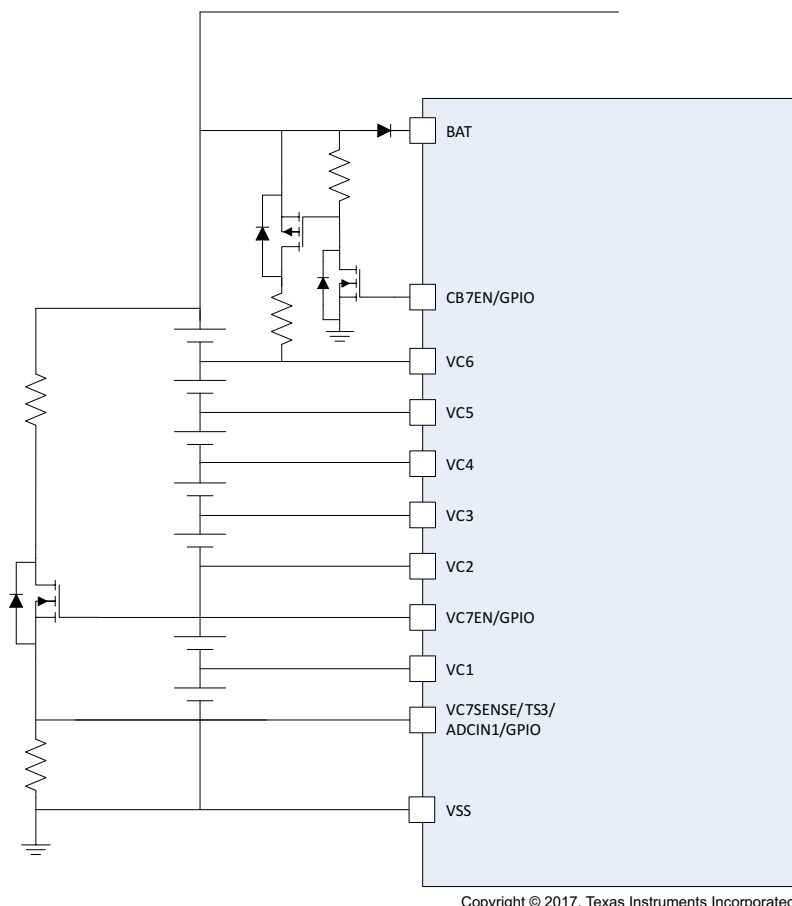 BAT
CB7EN/GPIO
VC6
VC5
VC4
VC3
VC2
VC7EN/GPIO
VC1
VC7SENSE/TS3/
ADCIN1/GPIO
VSS
Copyright © 2017, Texas Instruments Incorporated